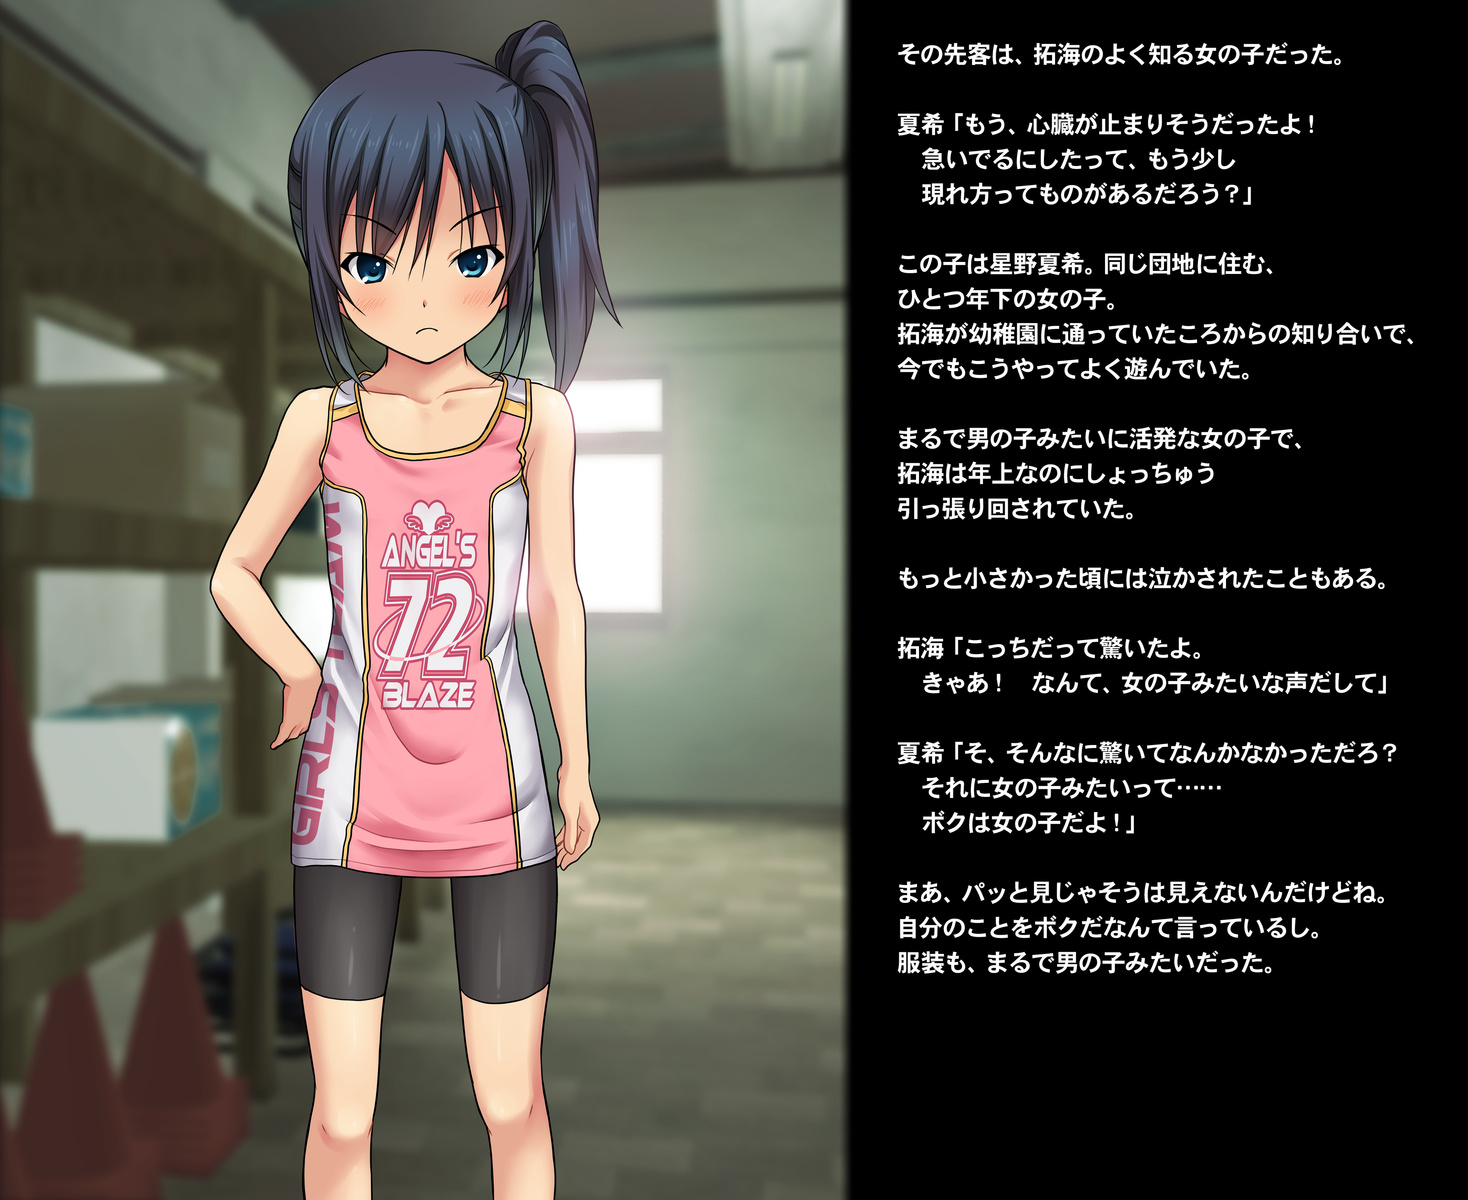 その先客は、拓海のよく知る女の子だった。
夏希「もう、心臓が止まりそうだったよ！
急いでるにしたって、もう少し
現れ方ってものがあるだろう？」
この子は星野夏希。同じ団地に住む、
ひとつ年下の女の子。
拓海が幼稚園に通っていたころからの知り合いで、
今でもこうやってよく遊んでいた。
まるで男の子みたいに活発な女の子で、
拓海は年上なのにしょっちゅう
引っ張り回されていた。
もっと小さかった頃には泣かされたこともある。
拓海「こっちだって驚いたよ。
きゃあ！　なんて、女の子みたいな声だして」
夏希「そ、そんなに驚いてなんかなかっただろ？
それに女の子みたいって……
ボクは女の子だよ！」
まあ、パッと見じゃそうは見えないんだけどね。
自分のことをボクだなんて言っているし。
服装も、まるで男の子みたいだった。
ANGEL'S
72
BLAZE
GIRLS TEAM